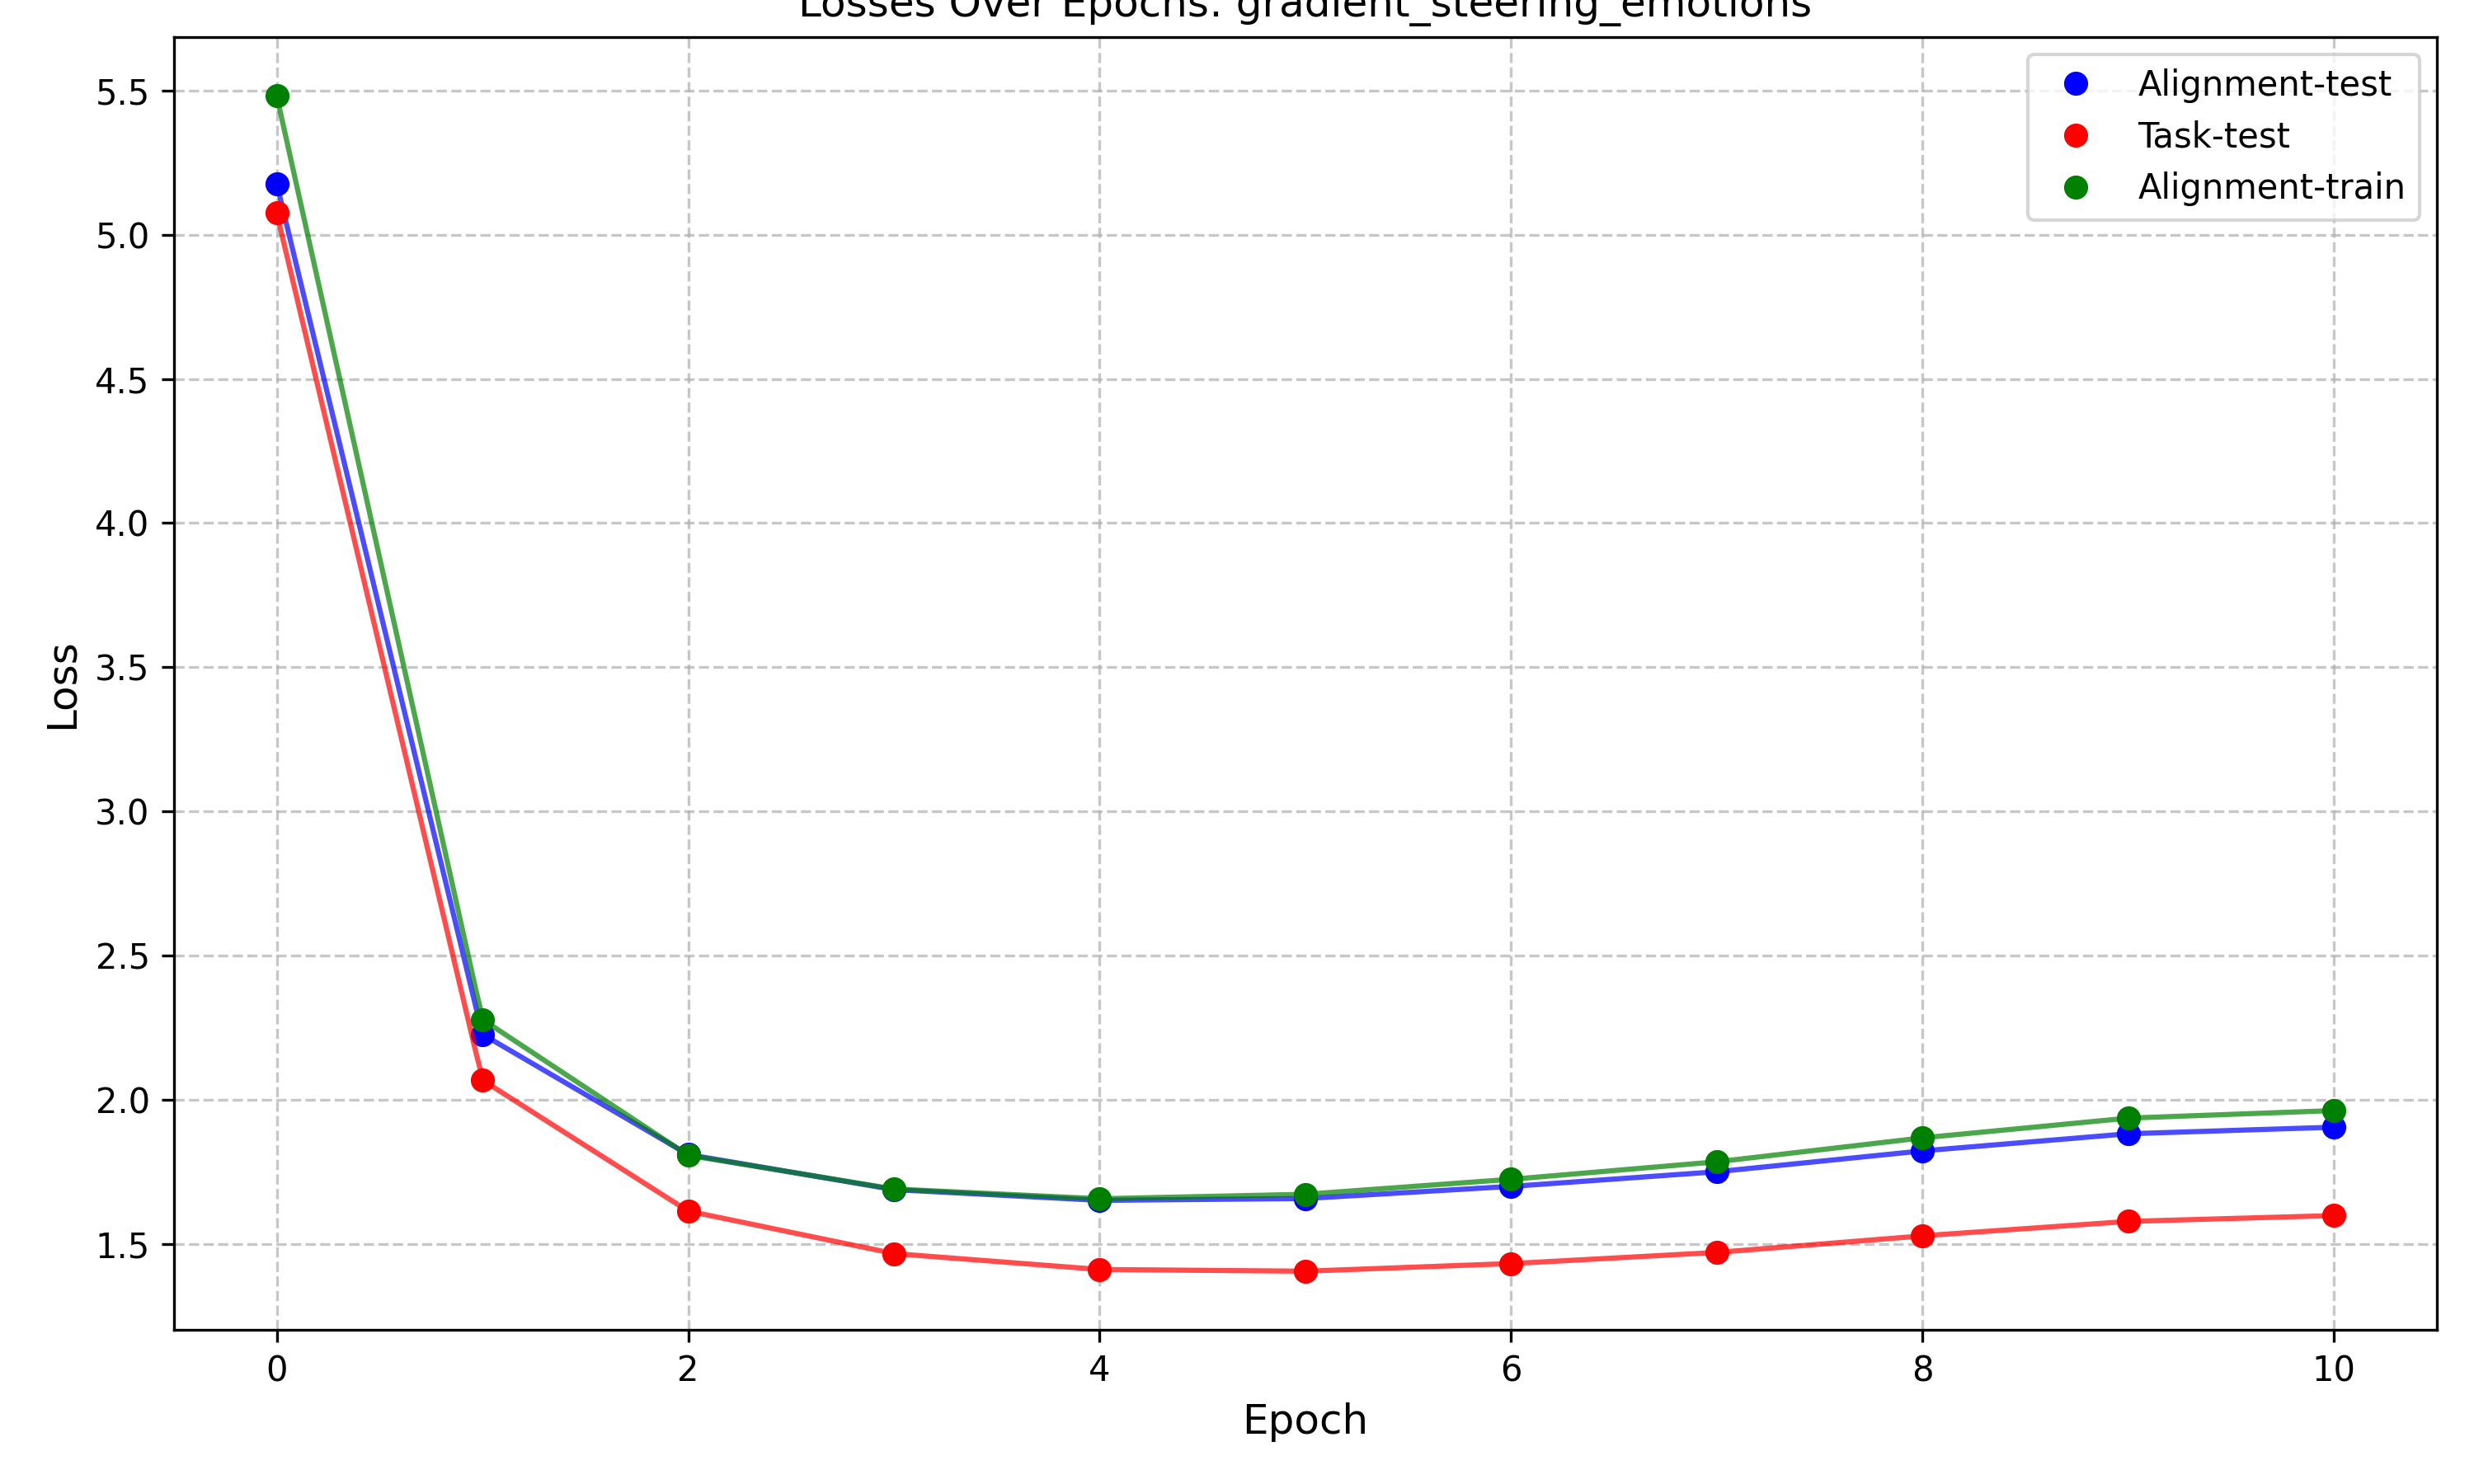 Losses Over Epochs: gradient_steering_emotions
Alignment-test
Task-test
Alignment-train
5.5
5.0
4.5
4.0
3.5
3.0
2.5
2.0
1.5
Loss
0 2 4 6 8 10
Epoch